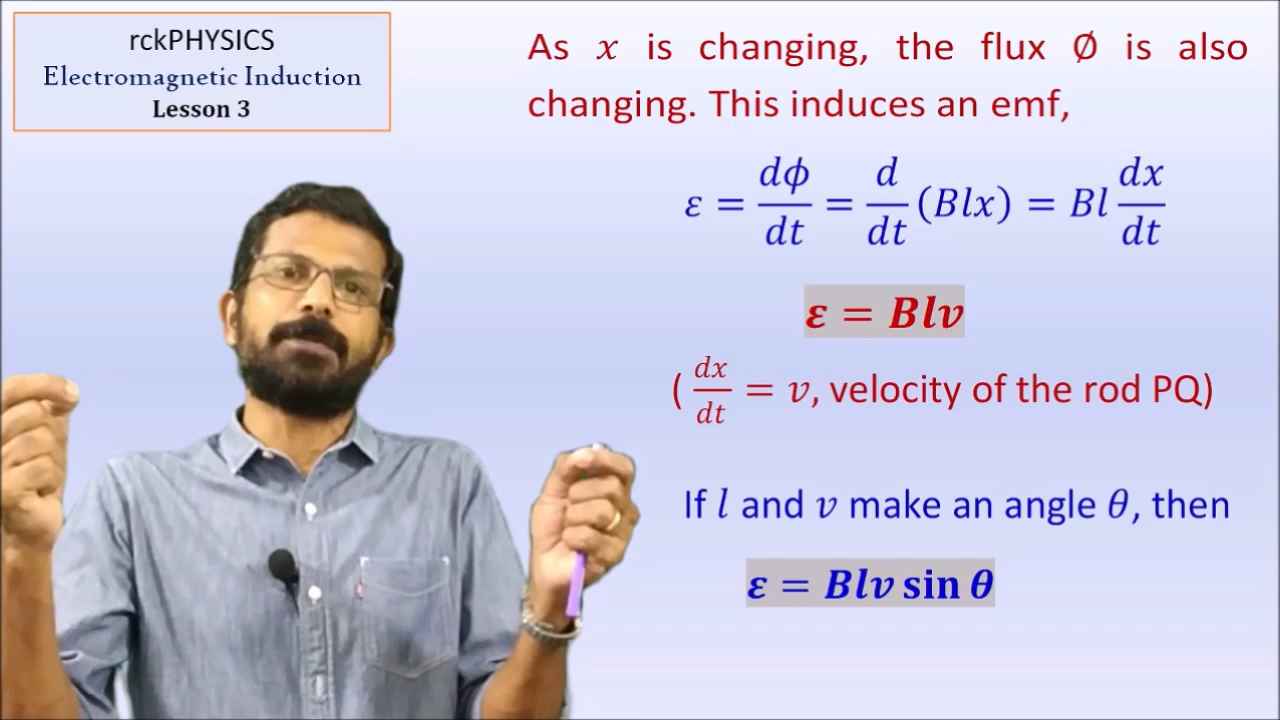 rckPHYSICS
Electromagnetic Induction
Lesson 3
As x is changing, the flux Ø is also
changing. This induces an emf,
ε = dϕ/dt = d/dt (Blx) = Bl dx/dt
ε = Blv
( dx/dt = v, velocity of the rod PQ)
If l and v make an angle θ, then
ε = Blv sin θ